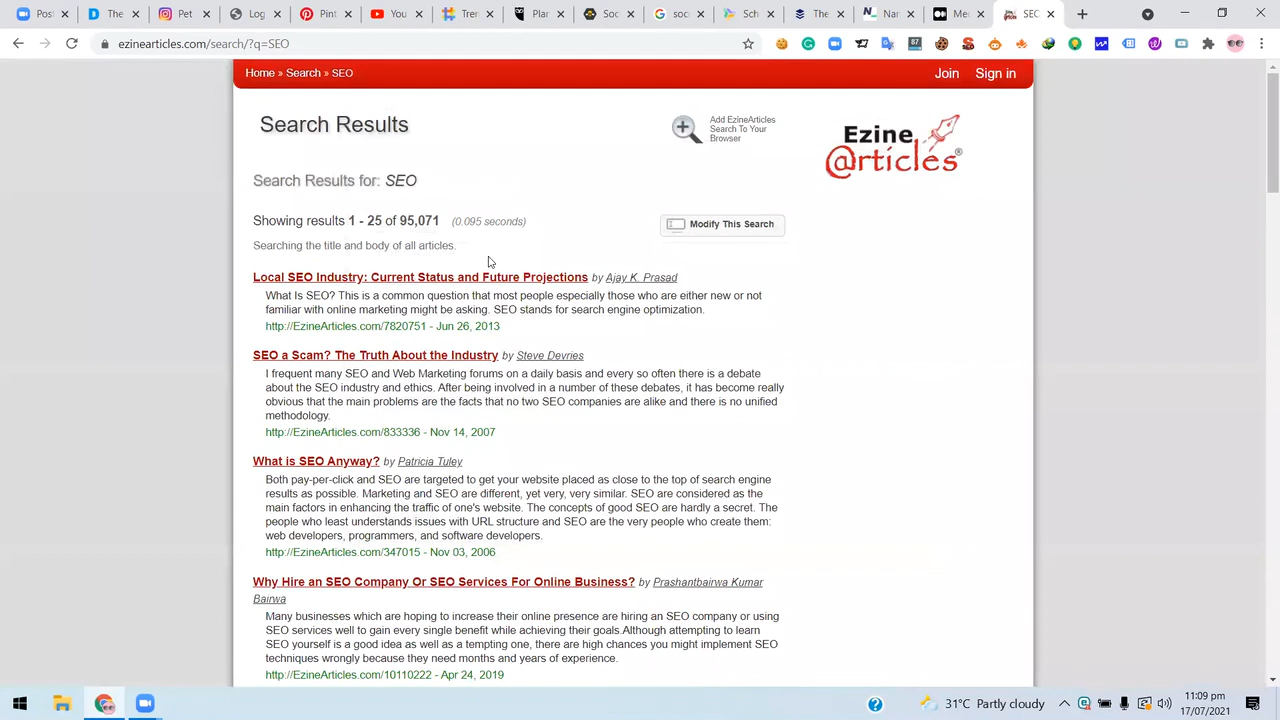 Post
Inst
Pet
Pin
You
Ter
Par
Soc
soc
Sea
The
Nar
Med
SEO
ezinearticles.com/search/?q=SEO
87
Home » Search » SEO
Join Sign in
Search Results
Add EzineArticles
Search To Your
Browser
Ezine
@rticles®
Search Results for: SEO
Showing results 1 - 25 of 95,071 (0.095 seconds)
Modify This Search
Searching the title and body of all articles.
Local SEO Industry: Current Status and Future Projections by Ajay K. Prasad
What Is SEO? This is a common question that most people especially those who are either new or not
familiar with online marketing might be asking. SEO stands for search engine optimization.
http://EzineArticles.com/7820751 - Jun 26, 2013
SEO a Scam? The Truth About the Industry by Steve Devries
I frequent many SEO and Web Marketing forums on a daily basis and every so often there is a debate
about the SEO industry and ethics. After being involved in a number of these debates, it has become really
obvious that the main problems are the facts that no two SEO companies are alike and there is no unified
methodology.
http://EzineArticles.com/833336 - Nov 14, 2007
What is SEO Anyway? by Patricia Tuley
Both pay-per-click and SEO are targeted to get your website placed as close to the top of search engine
results as possible. Marketing and SEO are different, yet very, very similar. SEO are considered as the
main factors in enhancing the traffic of one's website. The concepts of good SEO are hardly a secret. The
people who least understands issues with URL structure and SEO are the very people who create them:
web developers, programmers, and software developers.
http://EzineArticles.com/347015 - Nov 03, 2006
Why Hire an SEO Company Or SEO Services For Online Business? by Prashantbairwa Kumar
Bairwa
Many businesses which are hoping to increase their online presence are hiring an SEO company or using
SEO services well to gain every single benefit while achieving their goals.Although attempting to learn
SEO yourself is a good idea as well as a tempting one, there are high chances you might implement SEO
techniques wrongly because they need months and years of experience.
http://EzineArticles.com/10110222 - Apr 24, 2019
31°C Partly cloudy
11:09 pm
17/07/2021